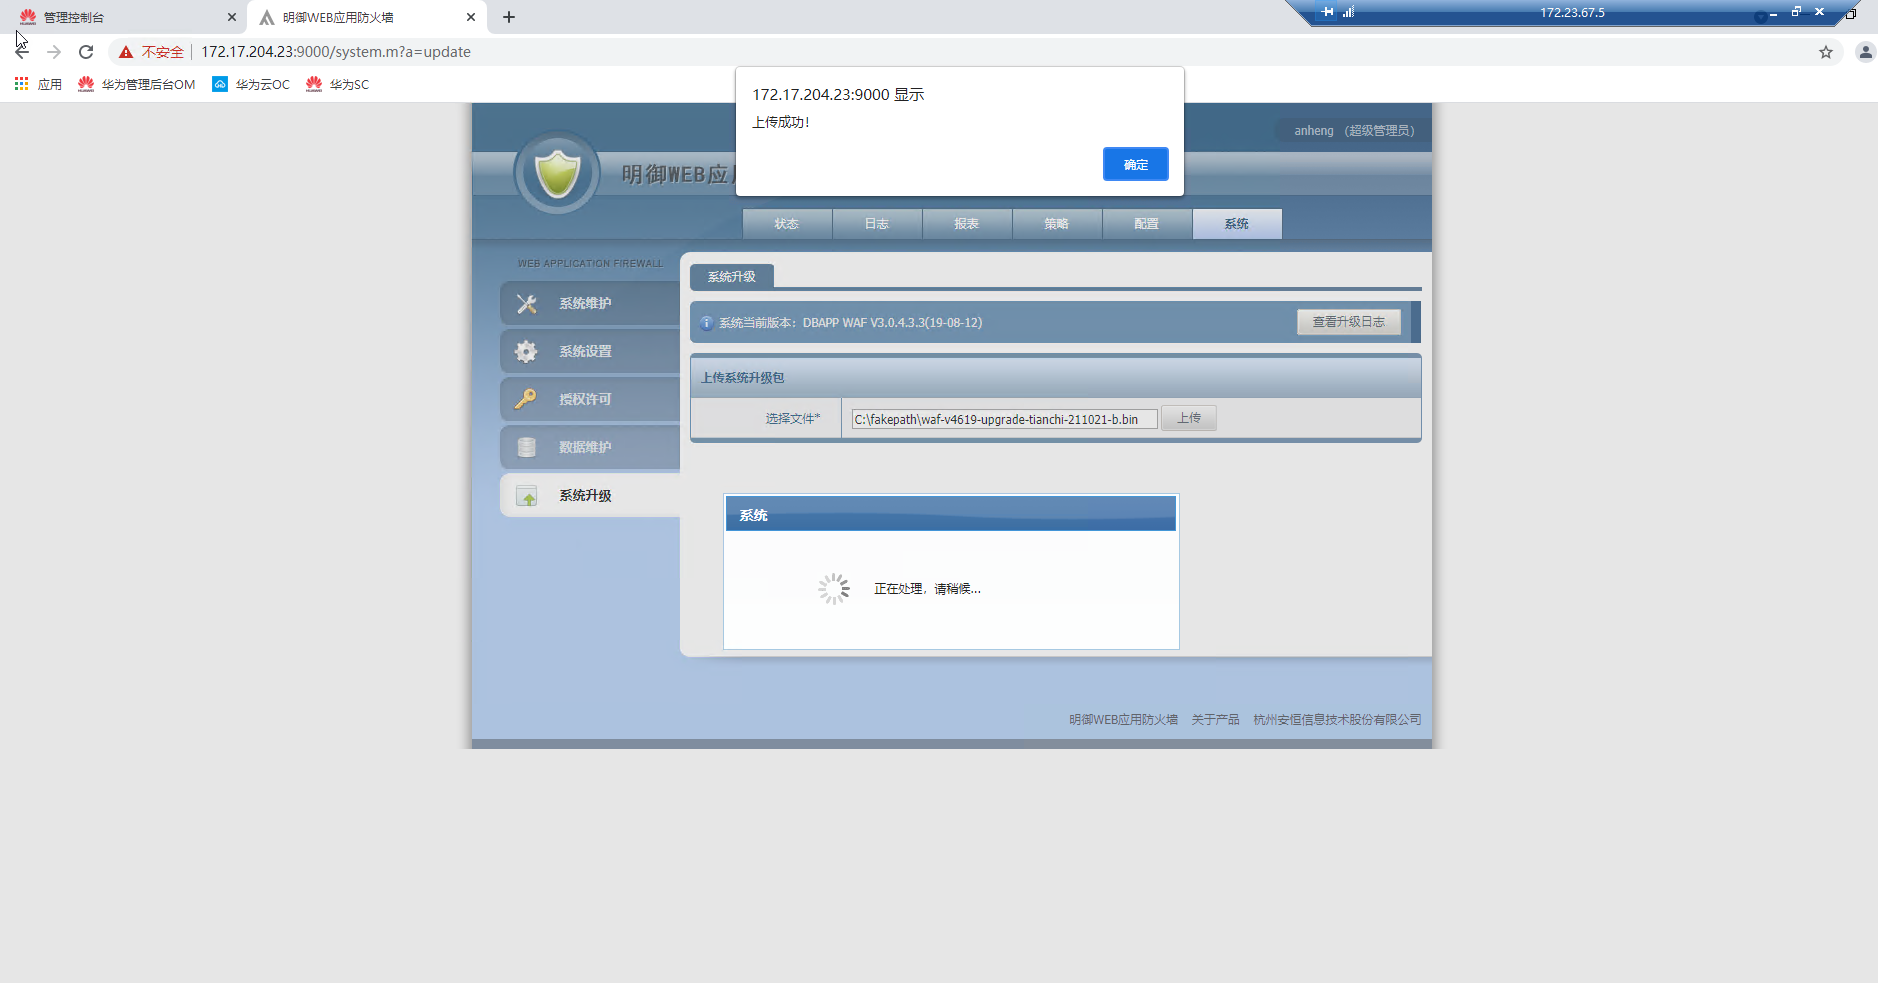 管理控制台
明御WEB应用防火墙
172.23.67.5
不安全
172.17.204.23:9000/system.m?a=update
应用
华为管理后台OM
华为云OC
华为SC
172.17.204.23:9000 显示
上传成功！
确定
anheng （超级管理员）
明御WEB应
状态
日志
报表
策略
配置
系统
WEB APPLICATION FIREWALL
系统维护
系统设置
授权许可
数据维护
系统升级
系统升级
系统当前版本：DBAPP WAF V3.0.4.3.3(19-08-12)
查看升级日志
上传系统升级包
选择文件*
C:\fakepath\waf-v4619-upgrade-tianchi-211021-b.bin
上传
系统
正在处理，请稍候...
明御WEB应用防火墙 关于产品 杭州安恒信息技术股份有限公司